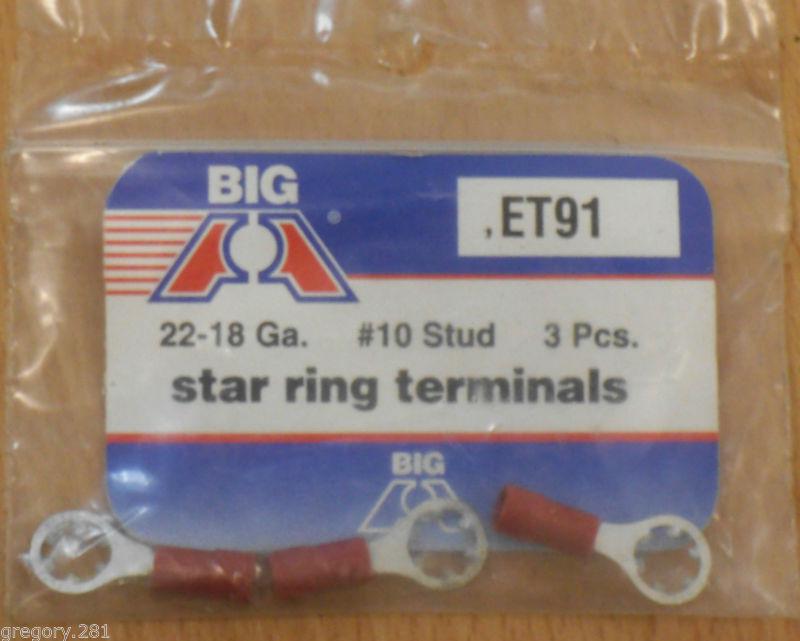 BIG
,ET91
22-18 Ga. #10 Stud 3 Pcs.
star ring terminals
BIG
gregory.281